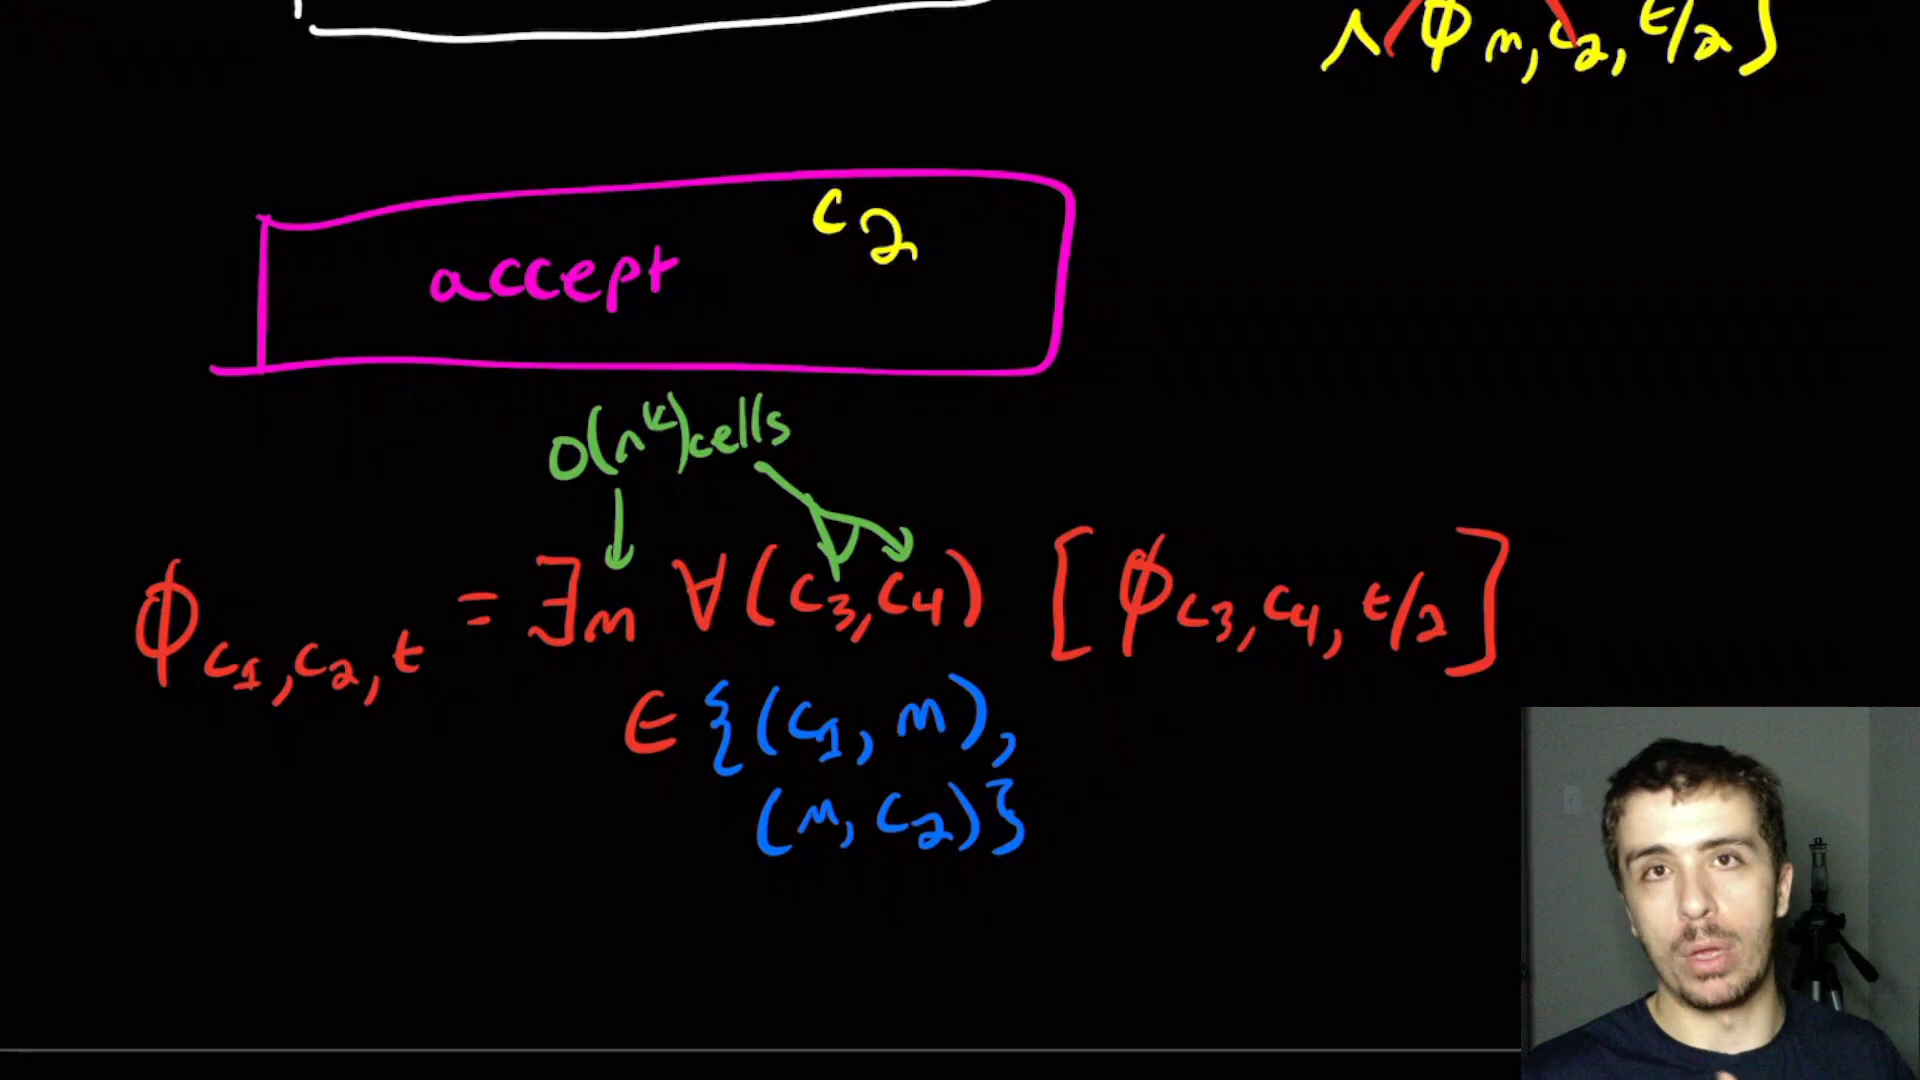 ∧ ϕ m, c₂, t/2]
c₂
accept
O(n^k) cells
ϕ c₁, c₂, t = ∃m ∀(c₃, c₄) [ϕ c₃, c₄, t/2]
∈ {(c₁, m),
(m, c₂)}